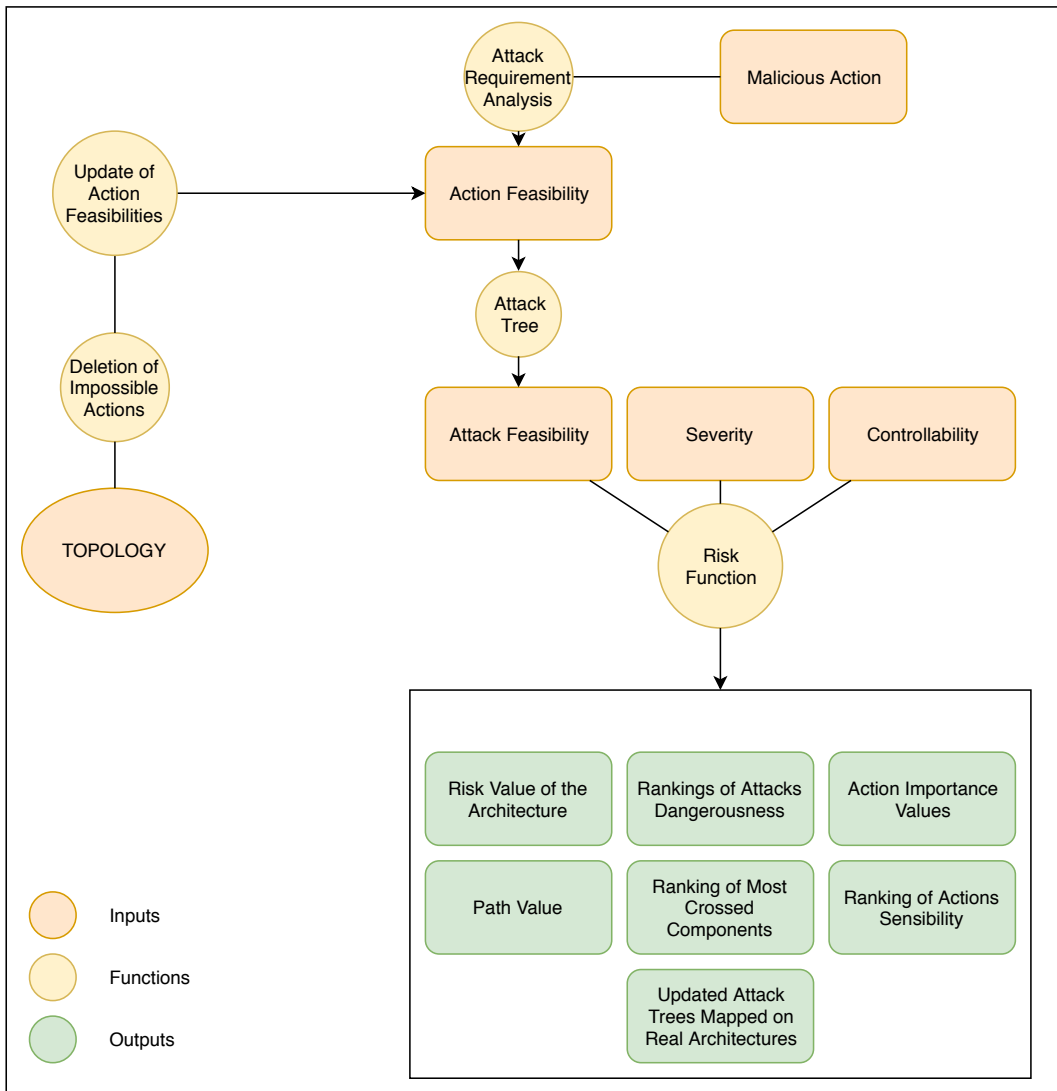 Attack
Requirement
Analysis
Malicious Action
Update of
Action
Feasibilities
Action Feasibility
Attack
Tree
Deletion of
Impossible
Actions
Attack Feasibility
Severity
Controllability
TOPOLOGY
Risk
Function
Risk Value of the
Architecture
Rankings of Attacks
Dangerousness
Action Importance
Values
Path Value
Ranking of Most
Crossed
Components
Ranking of Actions
Sensibility
Updated Attack
Trees Mapped on
Real Architectures
Inputs
Functions
Outputs